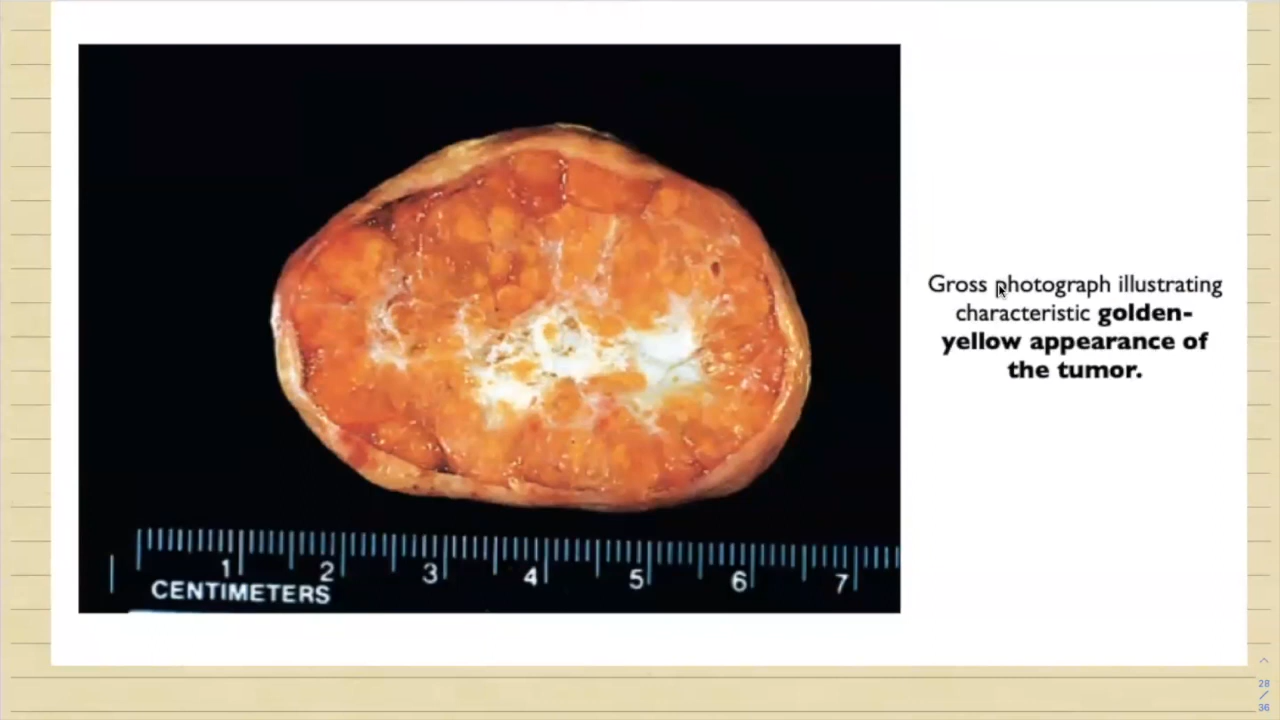 Gross photograph illustrating
characteristic golden-
yellow appearance of
the tumor.
1 2 3 4 5 6 7
CENTIMETERS
28
/
36